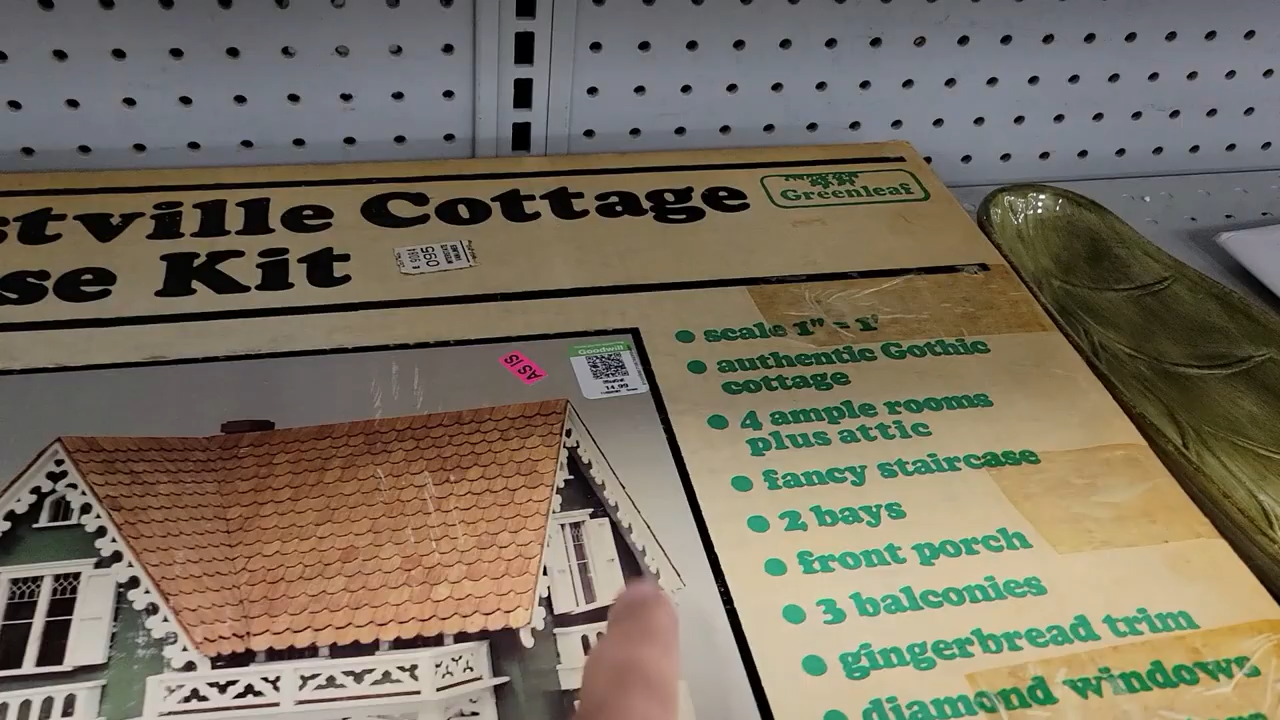 stville Cottage
Greenleaf
se Kit
095
AS IS
Goodwill
14.99
• scale 1" = 1'
• authentic Gothic
cottage
• 4 ample rooms
plus attic
• fancy staircase
• 2 bays
• front porch
• 3 balconies
• gingerbread trim
• diamond windows